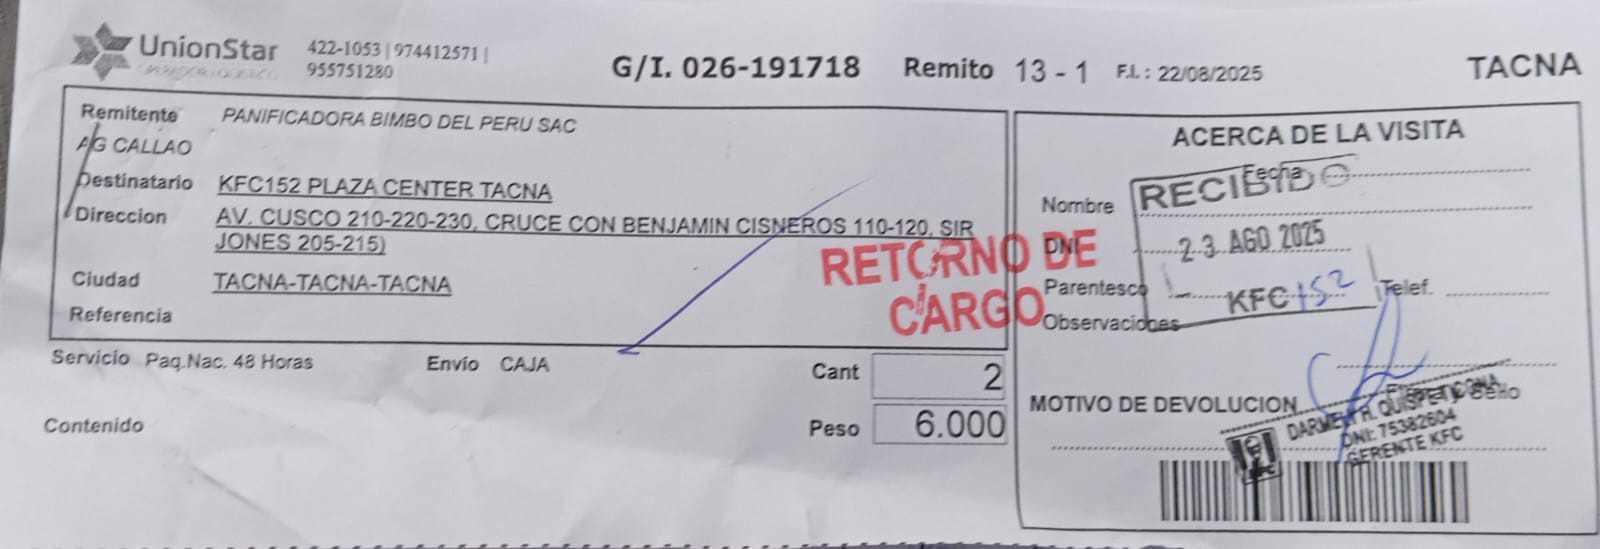 UnionStar 422-1053 | 974412571 |
955751280
G/I. 026-191718 Remito 13 - 1 F.I. : 22/08/2025 TACNA
Remitente PANIFICADORA BIMBO DEL PERU SAC
AG CALLAO
Destinatario KFC152 PLAZA CENTER TACNA
Direccion AV. CUSCO 210-220-230, CRUCE CON BENJAMIN CISNEROS 110-120, SIR
JONES 205-215)
Ciudad TACNA-TACNA-TACNA
Referencia
RETORNO DE
CARGO
Servicio Paq.Nac. 48 Horas Envío CAJA Cant 2
Contenido Peso 6.000
ACERCA DE LA VISITA
Fecha
Nombre
DNI
Parentesco Telef.
Observaciones
RECIBIDO
23 AGO 2025
KFC 152
MOTIVO DE DEVOLUCION
DARMELY H. QUISPE TICONA
DNI: 75382604
GERENTE KFC